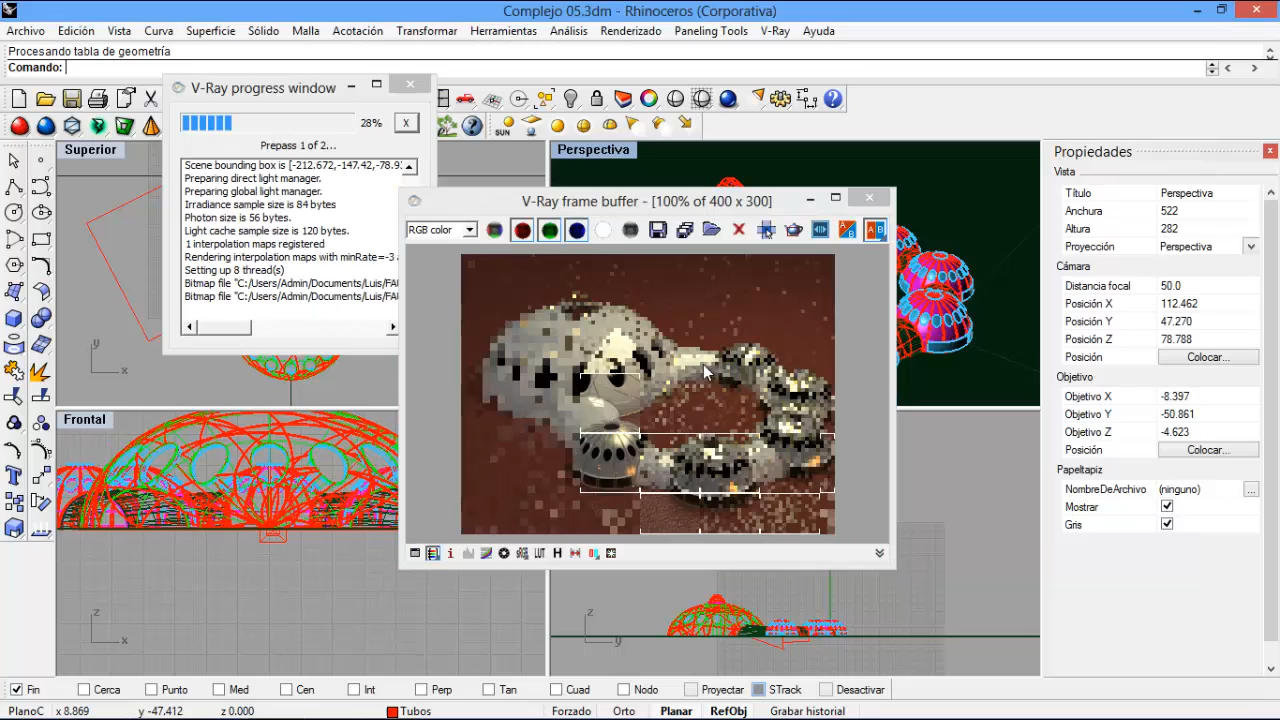 Complejo 05.3dm - Rhinoceros (Corporativa)
Archivo Edición Vista Curva Superficie Sólido Malla Acotación Transformar Herramientas Análisis Renderizado Paneling Tools V-Ray Ayuda
Procesando tabla de geometría
Comando:
V-Ray progress window
28%
X
Prepass 1 of 2...
Scene bounding box is [-212.672,-147.42,-78.9
Preparing direct light manager.
Preparing global light manager.
Irradiance sample size is 84 bytes
Photon size is 56 bytes.
Light cache sample size is 120 bytes.
1 interpolation maps registered
Rendering interpolation maps with minRate=-3
Setting up 8 thread(s)
Bitmap file "C:/Users/Admin/Documents/Luis/FA
Bitmap file "C:/Users/Admin/Documents/Luis/FA
SUN
Superior
y
x
Perspectiva
V-Ray frame buffer - [100% of 400 x 300]
RGB color
LUT
H
Frontal
z
x
z
y
Propiedades
Vista
Título Perspectiva
Anchura 522
Altura 282
Proyección Perspectiva
Cámara
Distancia focal 50.0
Posición X 112.462
Posición Y 47.270
Posición Z 78.788
Posición Colocar...
Objetivo
Objetivo X -8.397
Objetivo Y -50.861
Objetivo Z -4.623
Posición Colocar...
Papeltapiz
NombreDeArchivo (ninguno) ...
Mostrar
Gris
Fin Cerca Punto Med Cen Int Perp Tan Cuad Nodo Proyectar STrack Desactivar
PlanoC x 8.869 y -47.412 z 0.000 Tubos Forzado Orto Planar RefObj Grabar historial